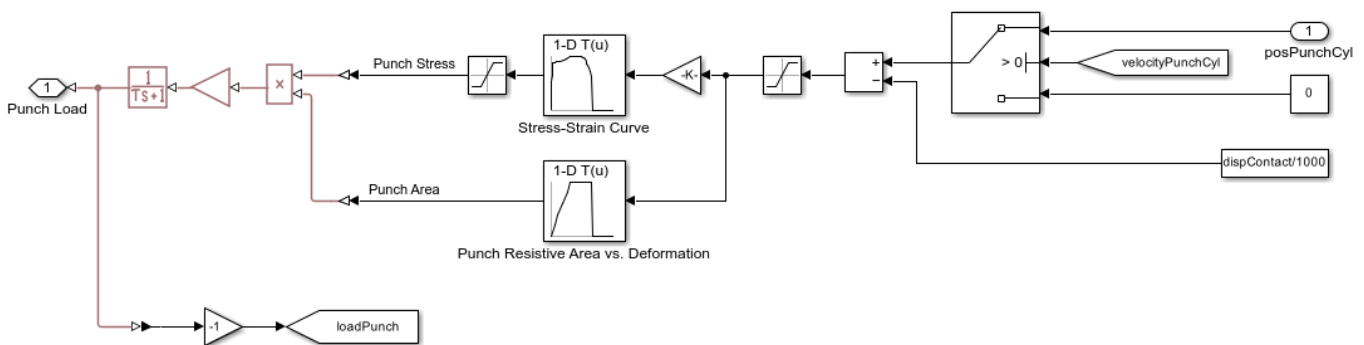 1-D T(u)
Stress-Strain Curve
Punch Stress
-K-
+
−
> 0
velocityPunchCyl
1
posPunchCyl
0
dispContact/1000
1
Punch Load
1
Ts+1
×
1-D T(u)
Punch Area
Punch Resistive Area vs. Deformation
-1
loadPunch